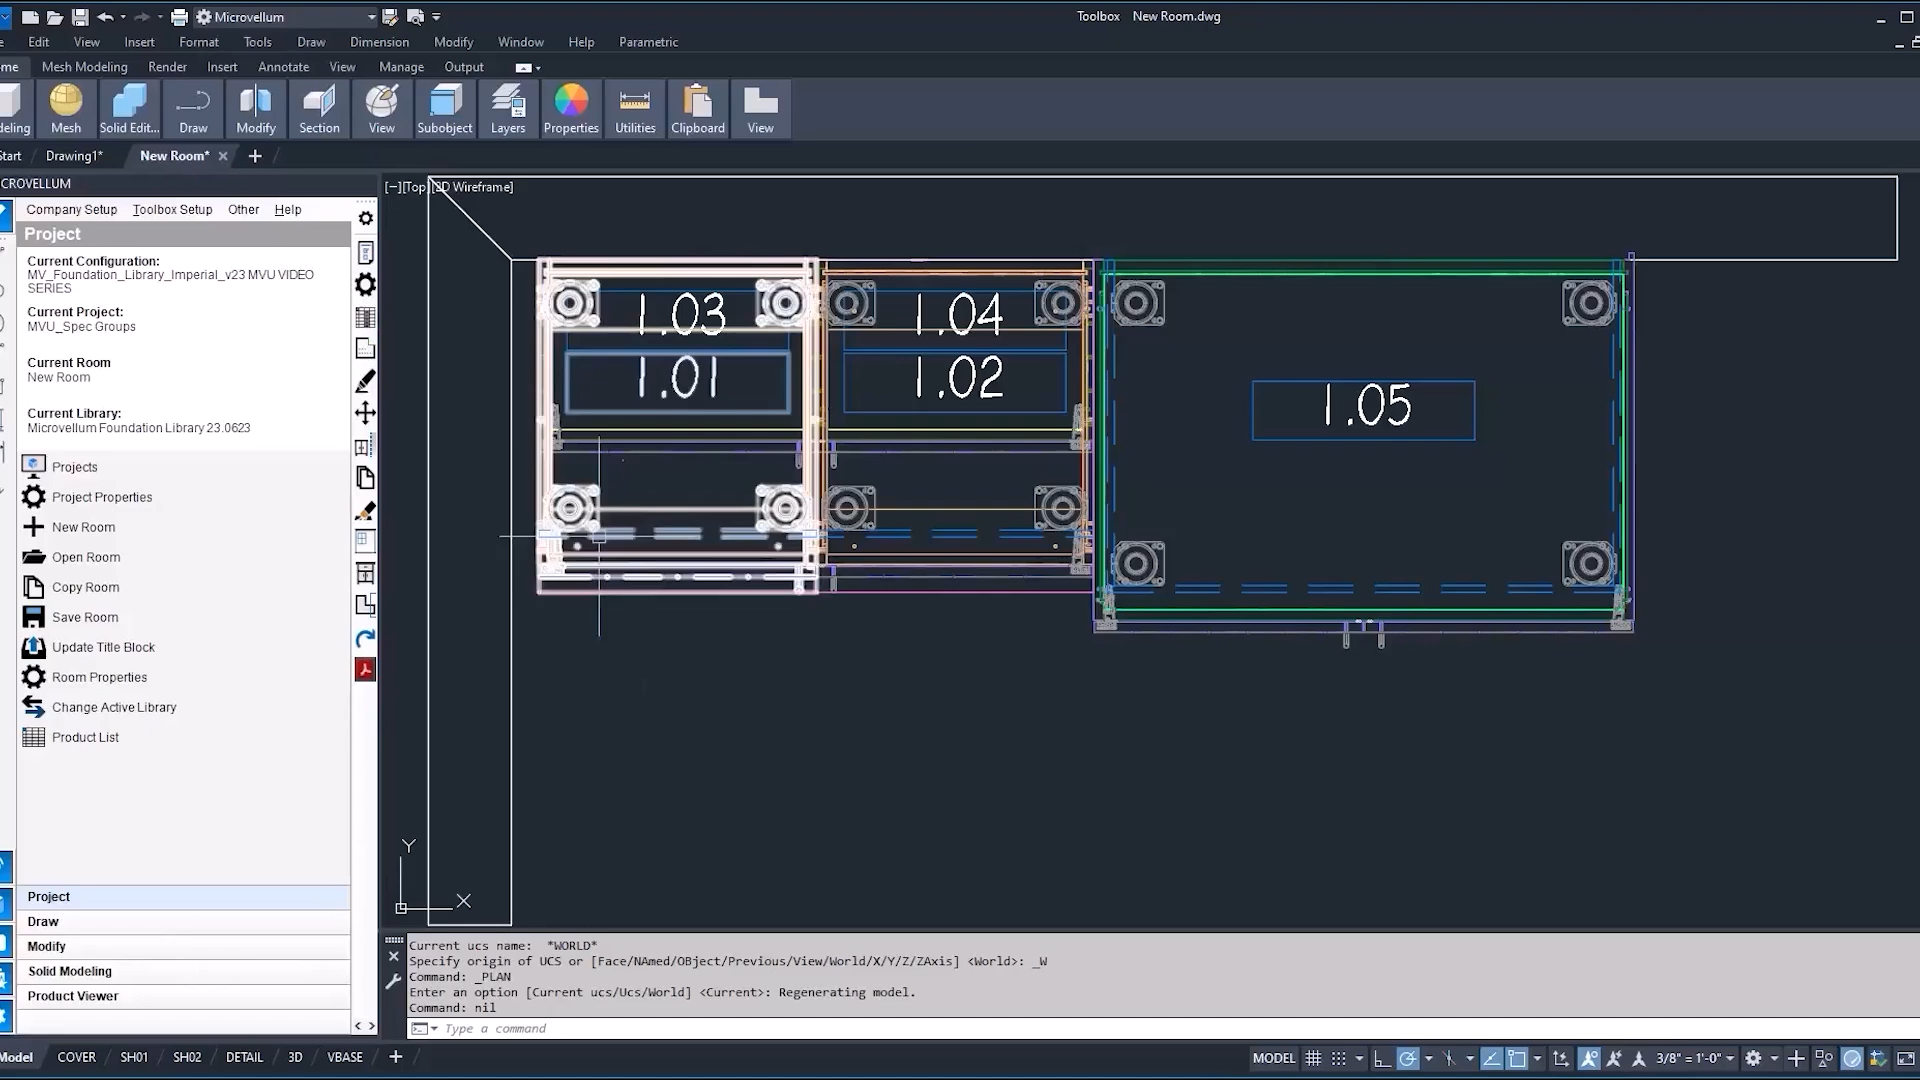 Microvellum
Toolbox New Room.dwg
Edit View Insert Format Tools Draw Dimension Modify Window Help Parametric
me Mesh Modeling Render Insert Annotate View Manage Output
eling Mesh Solid Edit... Draw Modify Section View Subobject Layers Properties Utilities Clipboard View
Start Drawing1* New Room* +
CROVELLUM
Company Setup Toolbox Setup Other Help
Project
Current Configuration:
MV_Foundation_Library_Imperial_v23 MVU VIDEO
SERIES
Current Project:
MVU_Spec Groups
Current Room
New Room
Current Library:
Microvellum Foundation Library 23.0623
Projects
Project Properties
New Room
Open Room
Copy Room
Save Room
Update Title Block
Room Properties
Change Active Library
Product List
Project
Draw
Modify
Solid Modeling
Product Viewer
[−][Top][2D Wireframe]
1.03 1.04
1.01 1.02
1.05
Y
X
Current ucs name: *WORLD*
Specify origin of UCS or [Face/NAmed/OBject/Previous/View/World/X/Y/Z/ZAxis] <World>: _W
Command: _PLAN
Enter an option [Current ucs/Ucs/World] <Current>: Regenerating model.
Command: nil
Type a command
Model COVER SH01 SH02 DETAIL 3D VBASE +
MODEL 3/8" = 1'-0"